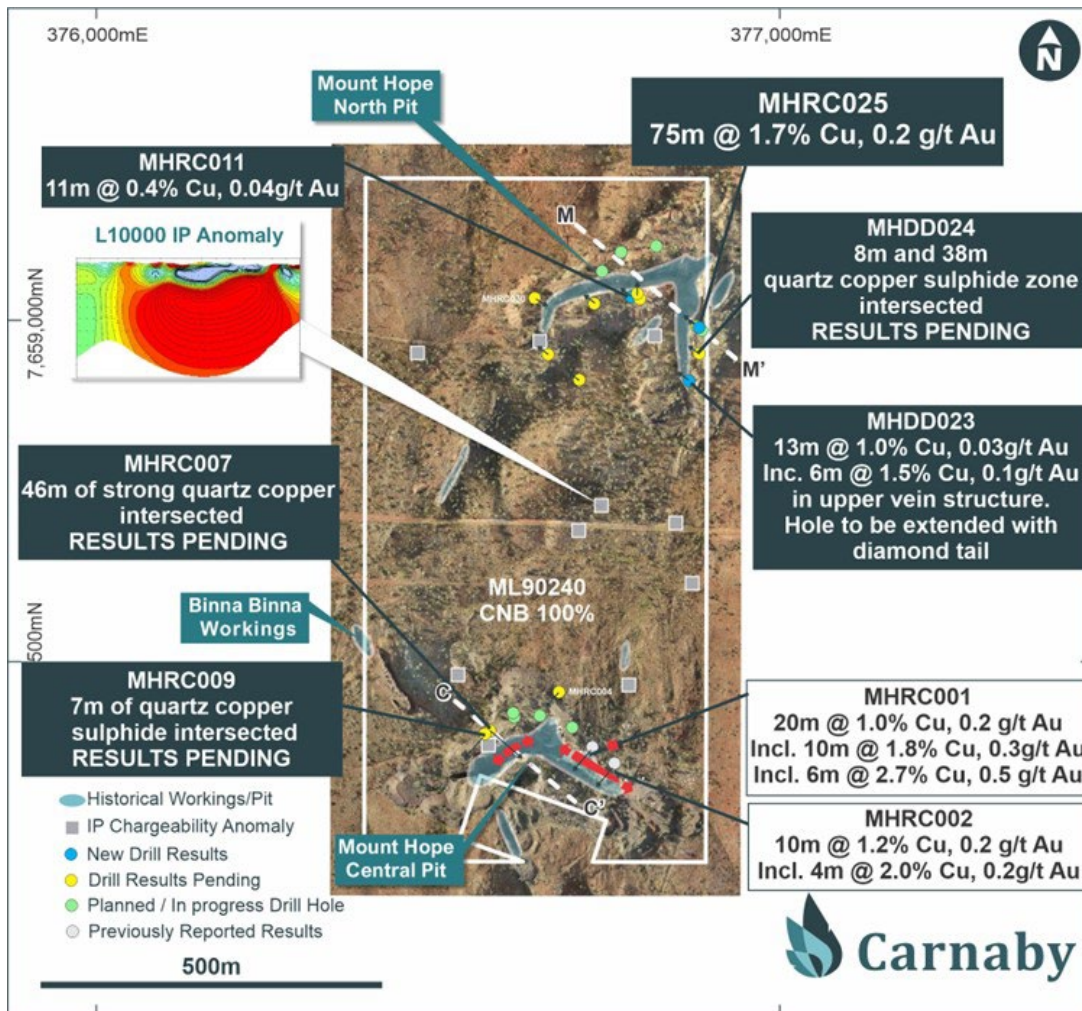 376,000mE
377,000mE
N
Mount Hope
North Pit
MHRC025
75m @ 1.7% Cu, 0.2 g/t Au
MHRC011
11m @ 0.4% Cu, 0.04g/t Au
L10000 IP Anomaly
M
MHDD024
8m and 38m
quartz copper sulphide zone
intersected
RESULTS PENDING
MHRC020
7,659,000mN
M'
MHDD023
13m @ 1.0% Cu, 0.03g/t Au
Inc. 6m @ 1.5% Cu, 0.1g/t Au
in upper vein structure.
Hole to be extended with
diamond tail
MHRC007
46m of strong quartz copper
intersected
RESULTS PENDING
ML90240
CNB 100%
Binna Binna
Workings
500mN
MHRC009
7m of quartz copper
sulphide intersected
RESULTS PENDING
C
MHRC004
MHRC001
20m @ 1.0% Cu, 0.2 g/t Au
Incl. 10m @ 1.8% Cu, 0.3g/t Au
Incl. 6m @ 2.7% Cu, 0.5 g/t Au
C'
MHRC002
10m @ 1.2% Cu, 0.2 g/t Au
Incl. 4m @ 2.0% Cu, 0.2g/t Au
Mount Hope
Central Pit
Historical Workings/Pit
IP Chargeability Anomaly
New Drill Results
Drill Results Pending
Planned / In progress Drill Hole
Previously Reported Results
500m
Carnaby